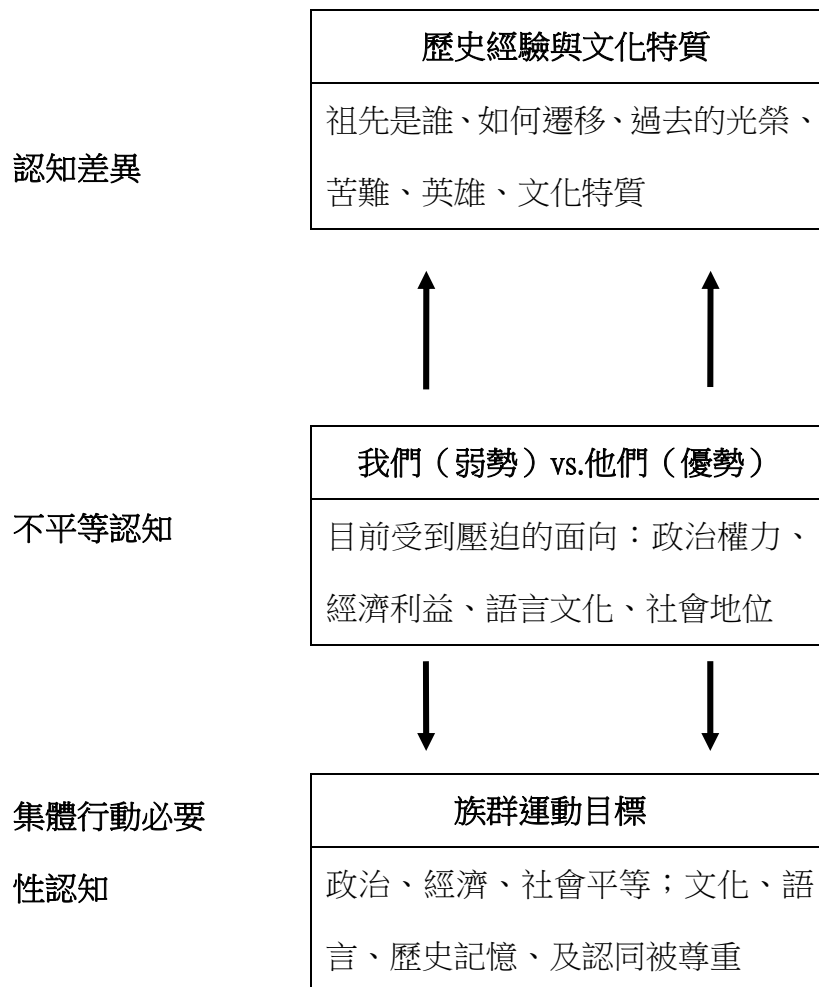 歷史經驗與文化特質
祖先是誰、如何遷移、過去的光榮、
苦難、英雄、文化特質
認知差異
我們（弱勢）vs.他們（優勢）
目前受到壓迫的面向：政治權力、
經濟利益、語言文化、社會地位
不平等認知
族群運動目標
政治、經濟、社會平等；文化、語
言、歷史記憶、及認同被尊重
集體行動必要
性認知